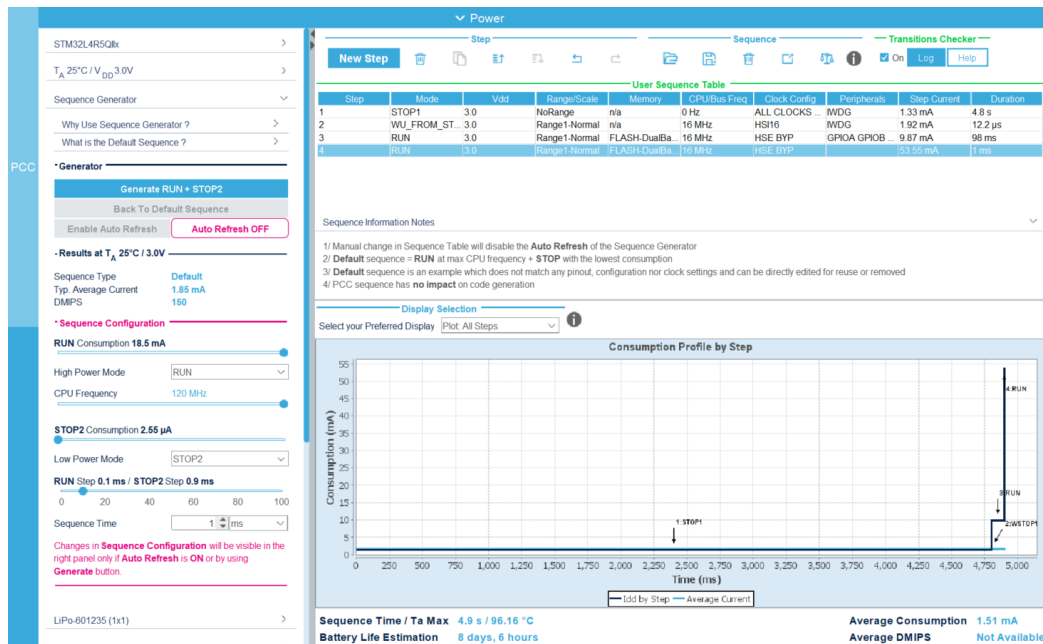 Power
PCC
STM32L4R5QIIx
TA 25°C / VDD 3.0V
Sequence Generator
Why Use Sequence Generator ?
What is the Default Sequence ?
Generator
Generate RUN + STOP2
Back To Default Sequence
Enable Auto Refresh Auto Refresh OFF
Results at TA 25°C / 3.0V
Sequence Type Default
Typ. Average Current 1.85 mA
DMIPS 150
Sequence Configuration
RUN Consumption 18.5 mA
High Power Mode RUN
CPU Frequency 120 MHz
STOP2 Consumption 2.55 µA
Low Power Mode STOP2
RUN Step 0.1 ms / STOP2 Step 0.9 ms
0 20 40 60 80 100
Sequence Time 1 ms
Changes in Sequence Configuration will be visible in the
right panel only if Auto Refresh is ON or by using
Generate button.
LiPo-601235 (1x1)
Step Sequence Transitions Checker
New Step On Log Help
User Sequence Table
Step Mode Vdd Range/Scale Memory CPU/Bus Freq Clock Config Peripherals Step Current Duration
1 STOP1 3.0 NoRange n/a 0 Hz ALL CLOCKS ... IWDG 1.33 mA 4.8 s
2 WU_FROM_ST... 3.0 Range1-Normal n/a 16 MHz HSI16 IWDG 1.92 mA 12.2 µs
3 RUN 3.0 Range1-Normal FLASH-DualBa... 16 MHz HSE BYP GPIOA GPIOB ... 9.87 mA 98 ms
4 RUN 3.0 Range1-Normal FLASH-DualBa... 16 MHz HSE BYP 53.55 mA 1 ms
Sequence Information Notes
1/ Manual change in Sequence Table will disable the Auto Refresh of the Sequence Generator
2/ Default sequence = RUN at max CPU frequency + STOP with the lowest consumption
3/ Default sequence is an example which does not match any pinout, configuration nor clock settings and can be directly edited for reuse or removed
4/ PCC sequence has no impact on code generation
Display Selection
Select your Preferred Display Plot: All Steps
Consumption Profile by Step
Consumption (mA)
55
50
45
40
35
30
25
20
15
10
5
0
4:RUN
3:RUN
1:STOP1
2:WSTOP1
0 250 500 750 1,000 1,250 1,500 1,750 2,000 2,250 2,500 2,750 3,000 3,250 3,500 3,750 4,000 4,250 4,500 4,750 5,000
Time (ms)
Idd by Step Average Current
Sequence Time / Ta Max 4.9 s / 96.16 °C Average Consumption 1.51 mA
Battery Life Estimation 8 days, 6 hours Average DMIPS Not Available